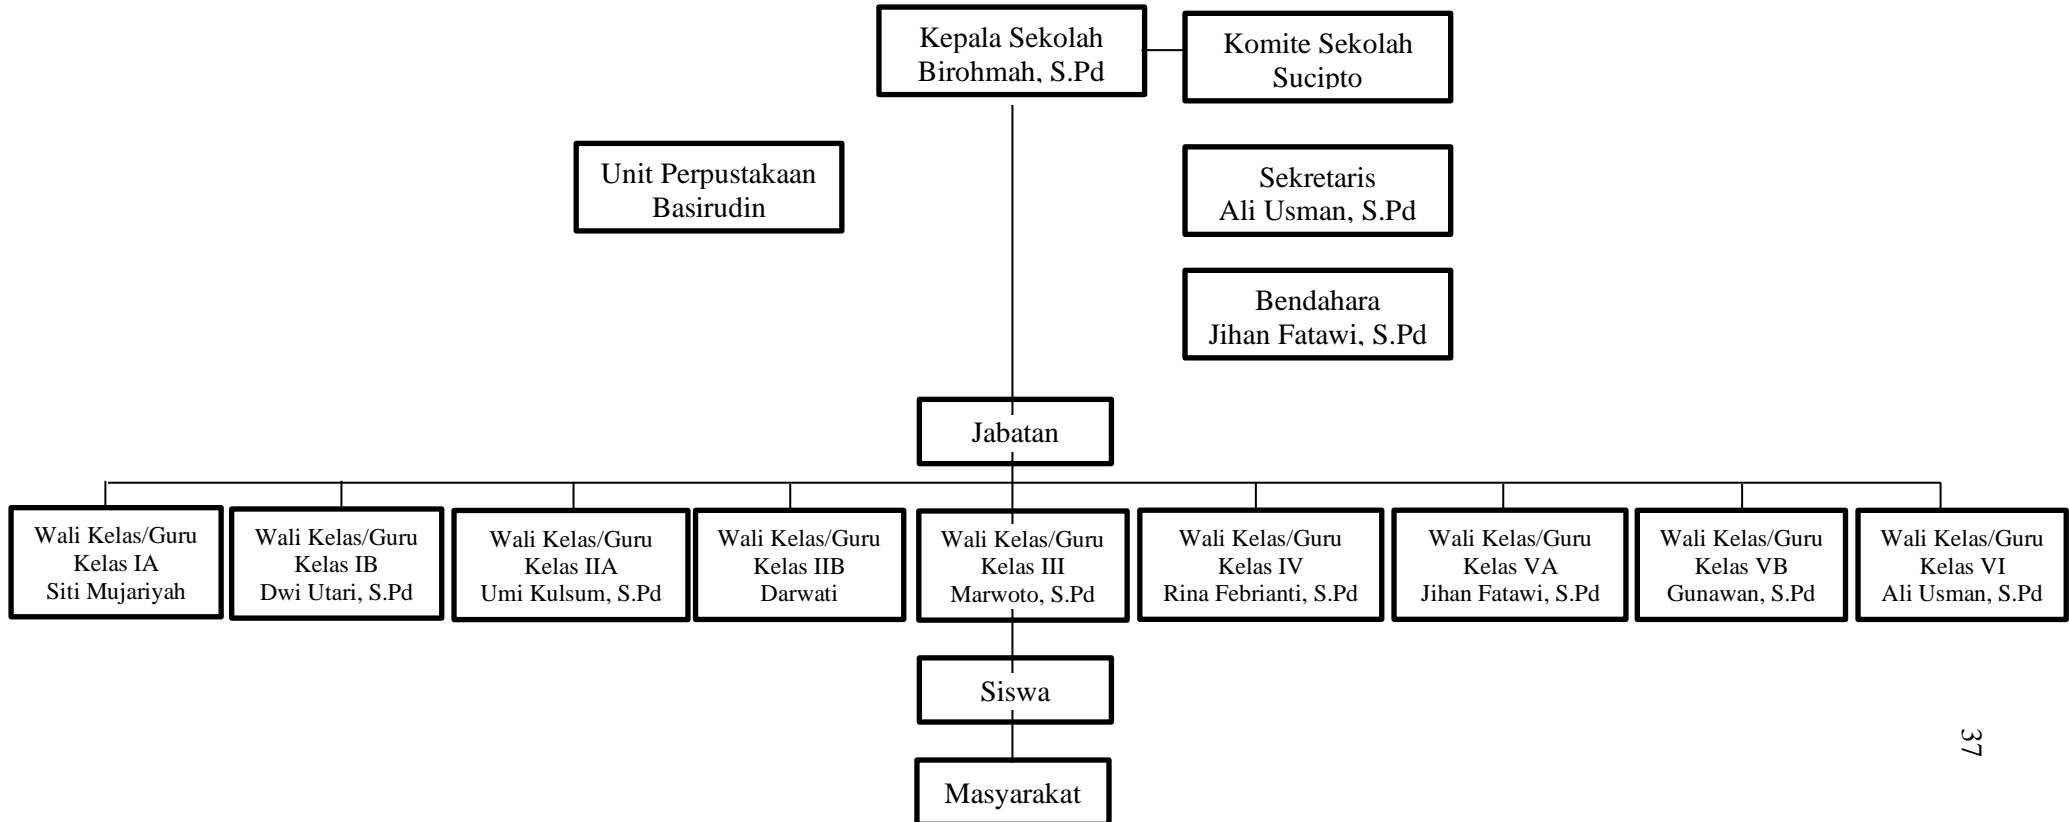 Kepala Sekolah
Birohmah, S.Pd
Komite Sekolah
Sucipto
Unit Perpustakaan
Basirudin
Sekretaris
Ali Usman, S.Pd
Bendahara
Jihan Fatawi, S.Pd
Jabatan
Wali Kelas/Guru
Kelas IA
Siti Mujariyah
Wali Kelas/Guru
Kelas IB
Dwi Utari, S.Pd
Wali Kelas/Guru
Kelas IIA
Umi Kulsum, S.Pd
Wali Kelas/Guru
Kelas IIB
Darwati
Wali Kelas/Guru
Kelas III
Marwoto, S.Pd
Wali Kelas/Guru
Kelas IV
Rina Febrianti, S.Pd
Wali Kelas/Guru
Kelas VA
Jihan Fatawi, S.Pd
Wali Kelas/Guru
Kelas VB
Gunawan, S.Pd
Wali Kelas/Guru
Kelas VI
Ali Usman, S.Pd
Siswa
Masyarakat
37